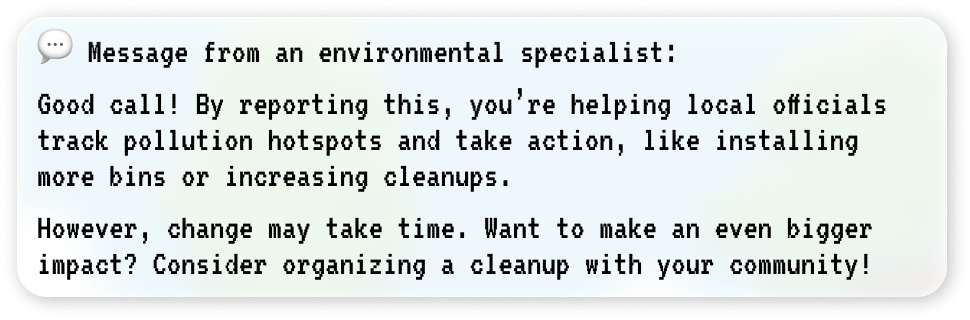 Message from an environmental specialist:
Good call! By reporting this, you're helping local officials
track pollution hotspots and take action, like installing
more bins or increasing cleanups.
However, change may take time. Want to make an even bigger
impact? Consider organizing a cleanup with your community!